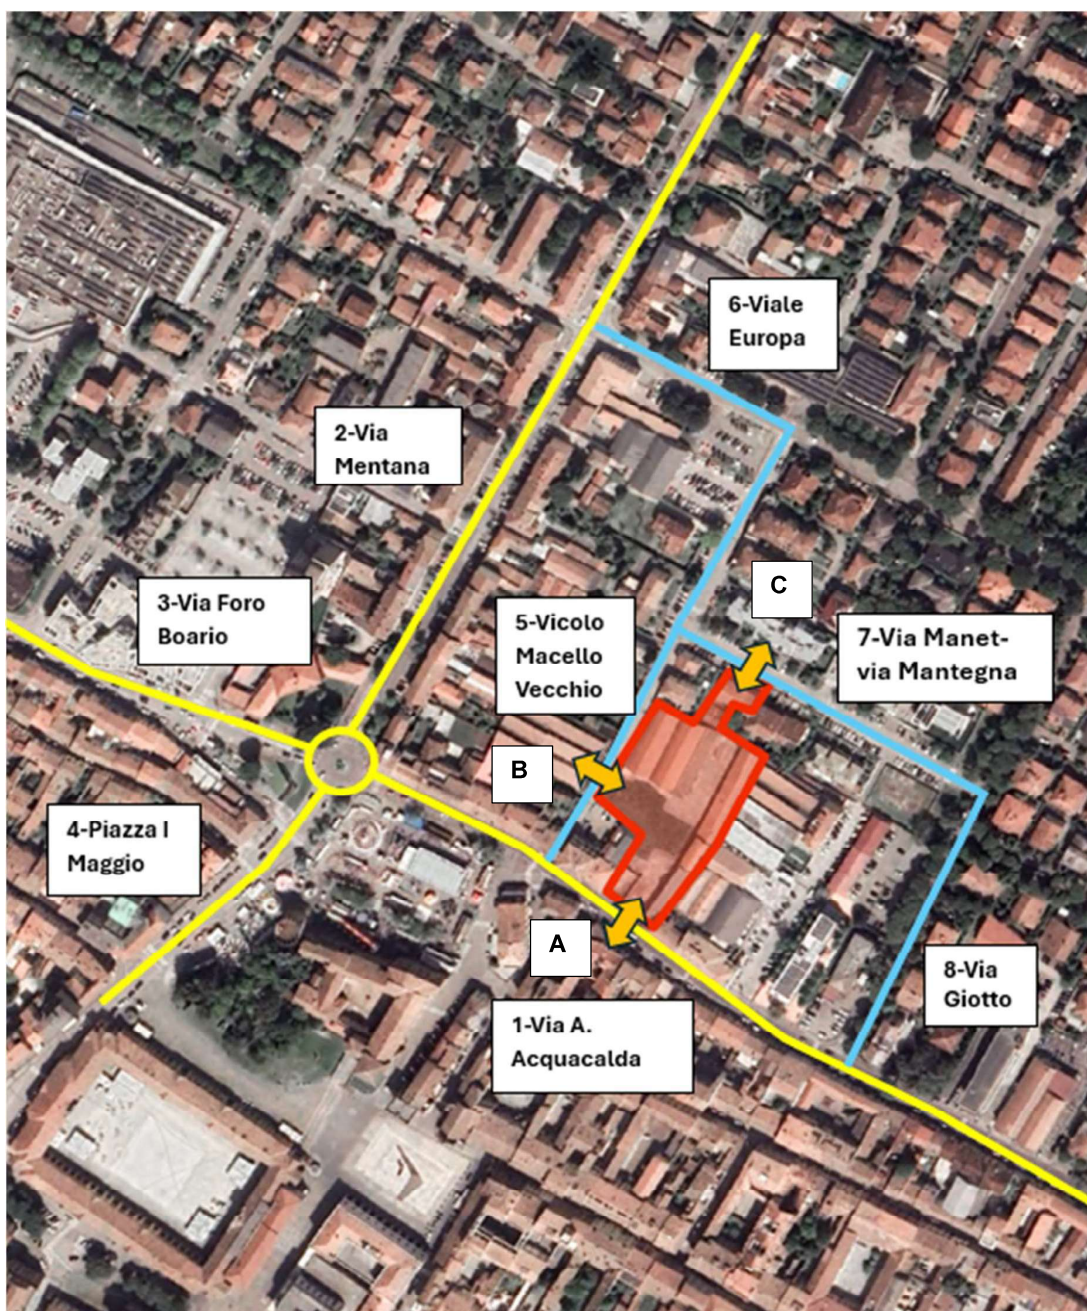 6-Viale
Europa
2-Via
Mentana
C
3-Via Foro
Boario
5-Vicolo
Macello
Vecchio
7-Via Manet-
via Mantegna
B
4-Piazza I
Maggio
A
8-Via
Giotto
1-Via A.
Acquacalda